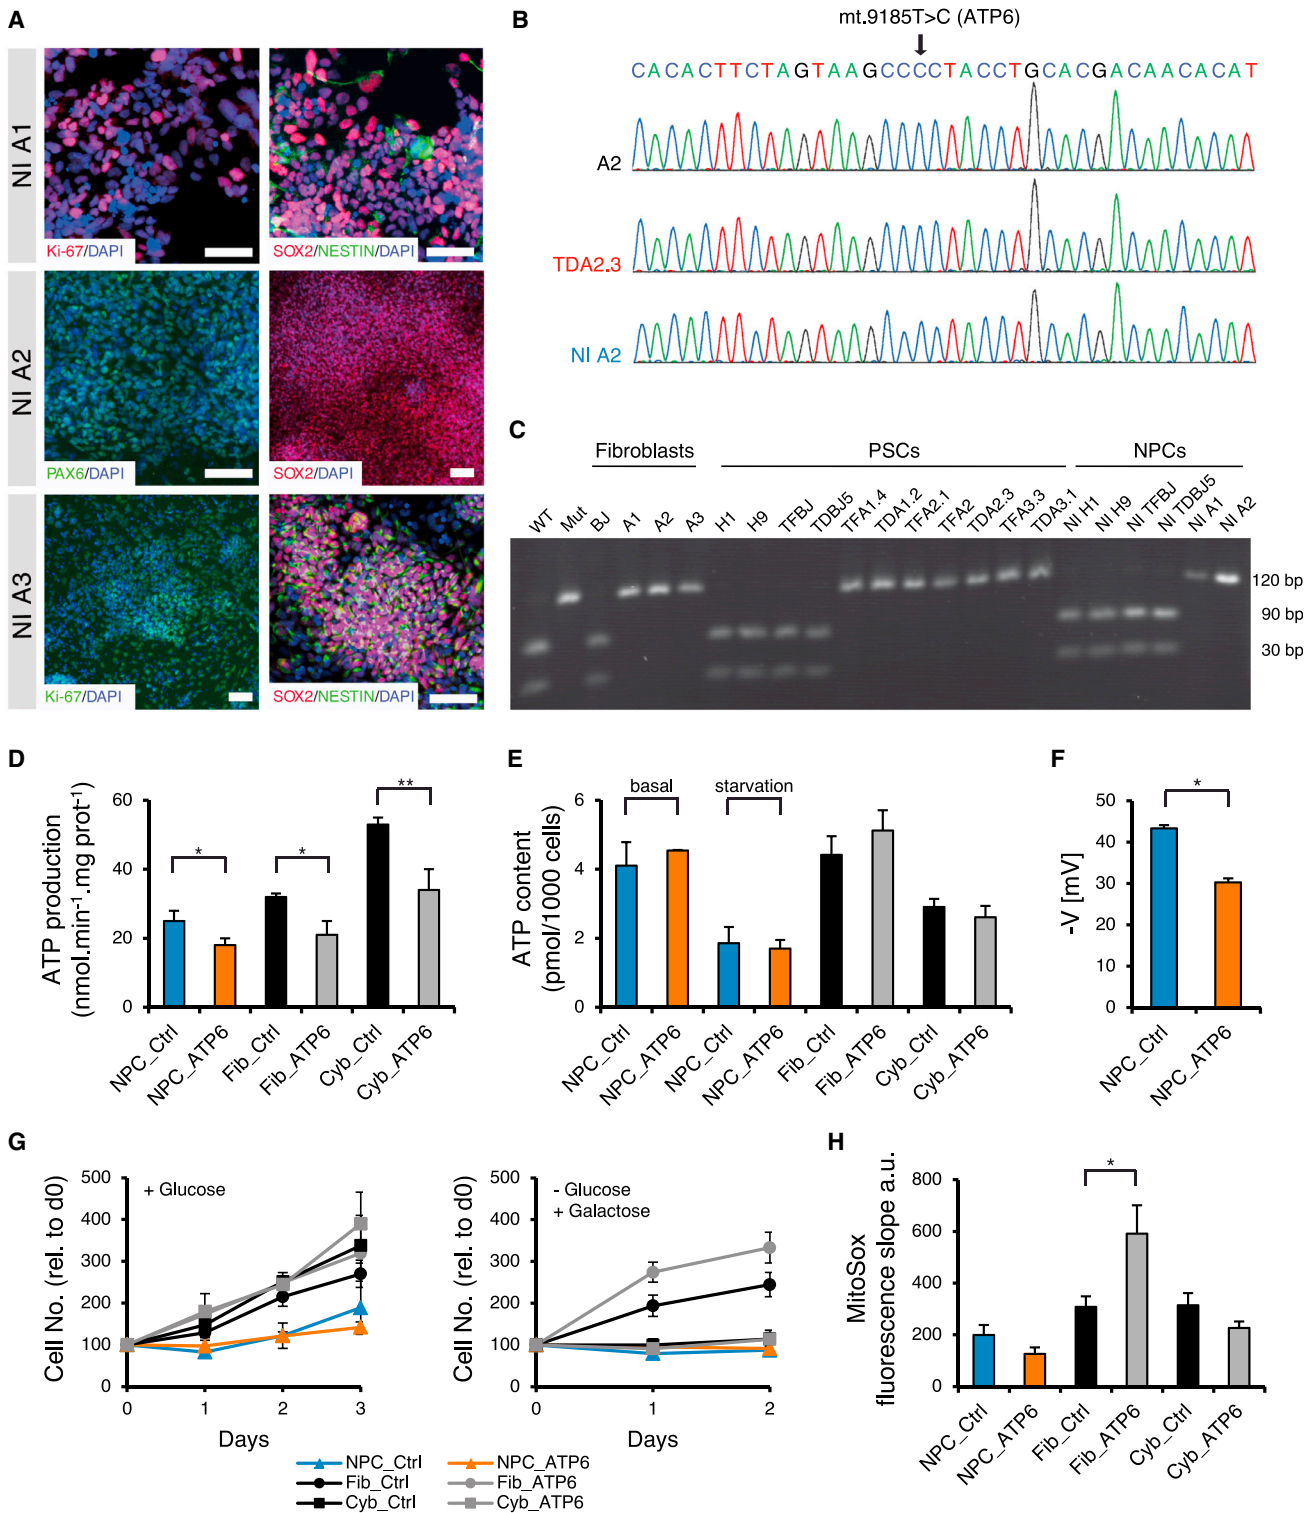 A
NI A1
Ki-67/DAPI
SOX2/NESTIN/DAPI
NI A2
PAX6/DAPI
SOX2/DAPI
NI A3
Ki-67/DAPI
SOX2/NESTIN/DAPI
B
mt.9185T>C (ATP6)
CACACTTCTAGTAAGCCCCTACCTGCACGACAACACAT
A2
TDA2.3
NI A2
C
Fibroblasts PSCs NPCs
WT Mut BJ A1 A2 A3 H1 H9 TFBJ TDBJ5 TFA1.4 TDA1.2 TFA2.1 TFA2 TDA2.3 TFA3.3 TDA3.1 NI H1 NI H9 NI TFBJ NI TDBJ5 NI A1 NI A2
120 bp
90 bp
30 bp
D
ATP production
(nmol.min⁻¹.mg prot⁻¹)
60
40
20
0
* * **
NPC_Ctrl NPC_ATP6 Fib_Ctrl Fib_ATP6 Cyb_Ctrl Cyb_ATP6
E
ATP content
(pmol/1000 cells)
6
4
2
0
basal starvation
NPC_Ctrl NPC_ATP6 NPC_Ctrl NPC_ATP6 Fib_Ctrl Fib_ATP6 Cyb_Ctrl Cyb_ATP6
F
-V [mV]
50
40
30
20
10
0
*
NPC_Ctrl NPC_ATP6
G
Cell No. (rel. to d0)
500
400
300
200
100
0
+ Glucose
0 1 2 3
Days
Cell No. (rel. to d0)
500
400
300
200
100
0
- Glucose
+ Galactose
0 1 2
Days
NPC_Ctrl NPC_ATP6
Fib_Ctrl Fib_ATP6
Cyb_Ctrl Cyb_ATP6
H
MitoSox
fluorescence slope a.u.
800
600
400
200
0
*
NPC_Ctrl NPC_ATP6 Fib_Ctrl Fib_ATP6 Cyb_Ctrl Cyb_ATP6